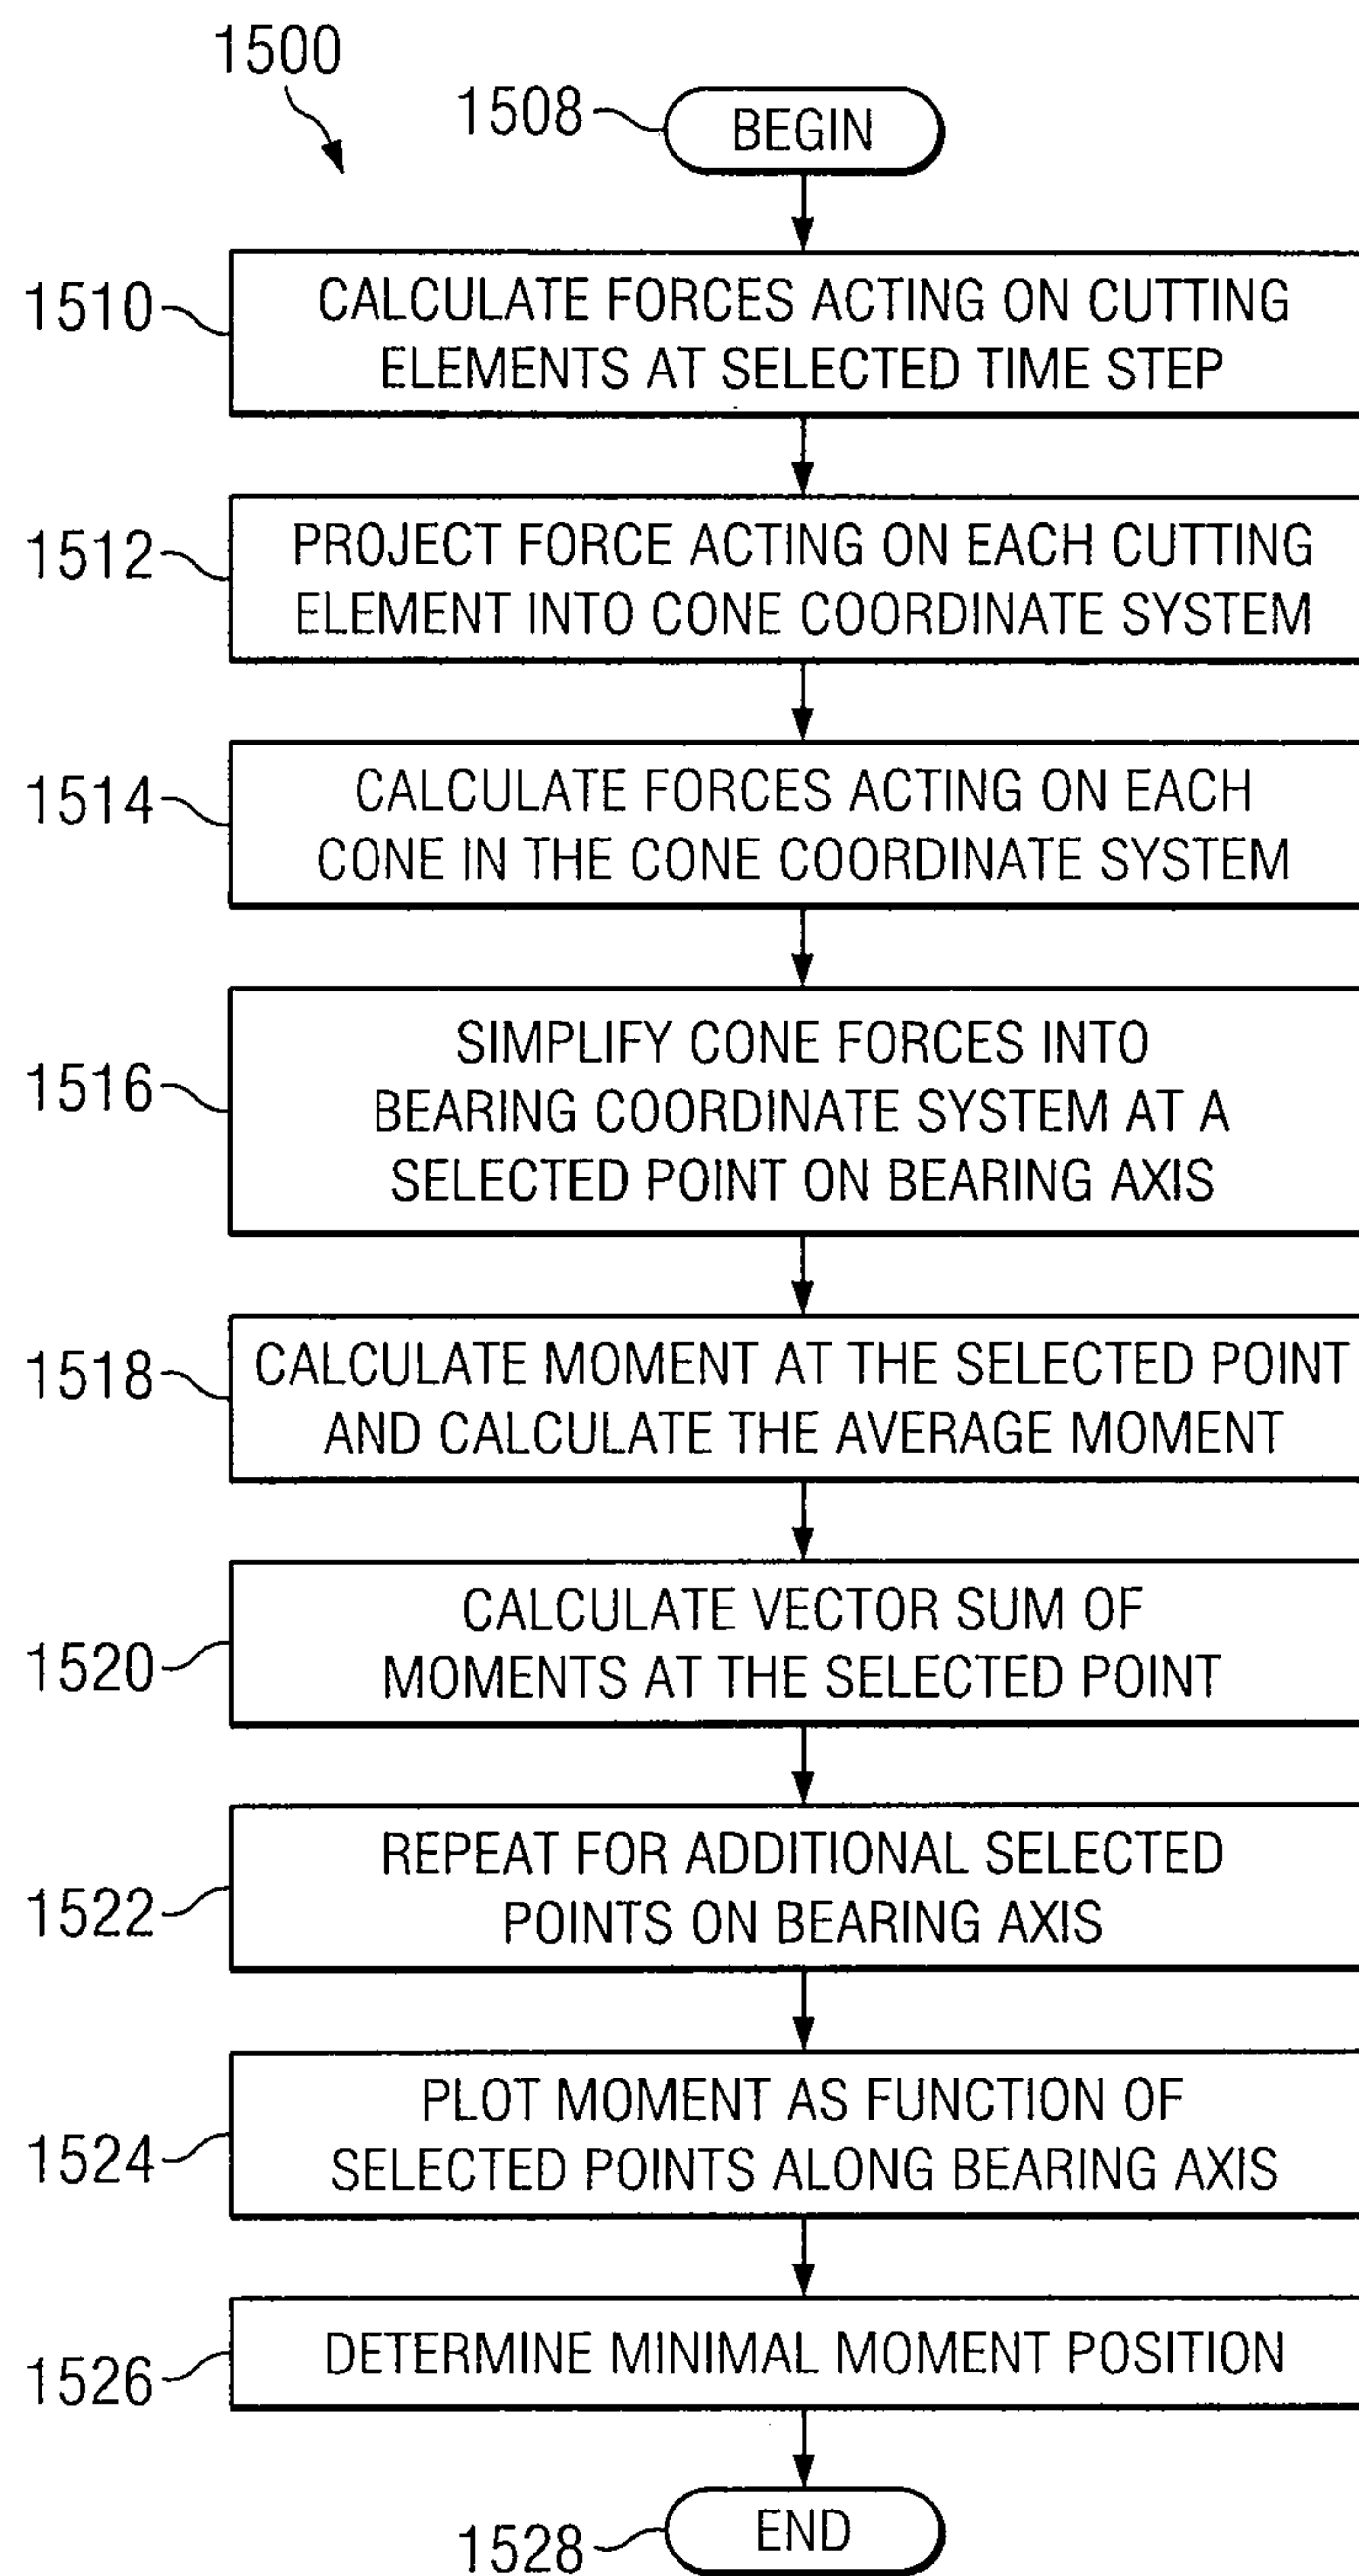 1500
1508
BEGIN
1510
CALCULATE FORCES ACTING ON CUTTING
ELEMENTS AT SELECTED TIME STEP
1512
PROJECT FORCE ACTING ON EACH CUTTING
ELEMENT INTO CONE COORDINATE SYSTEM
1514
CALCULATE FORCES ACTING ON EACH
CONE IN THE CONE COORDINATE SYSTEM
1516
SIMPLIFY CONE FORCES INTO
BEARING COORDINATE SYSTEM AT A
SELECTED POINT ON BEARING AXIS
1518
CALCULATE MOMENT AT THE SELECTED POINT
AND CALCULATE THE AVERAGE MOMENT
1520
CALCULATE VECTOR SUM OF
MOMENTS AT THE SELECTED POINT
1522
REPEAT FOR ADDITIONAL SELECTED
POINTS ON BEARING AXIS
1524
PLOT MOMENT AS FUNCTION OF
SELECTED POINTS ALONG BEARING AXIS
1526
DETERMINE MINIMAL MOMENT POSITION
1528
END